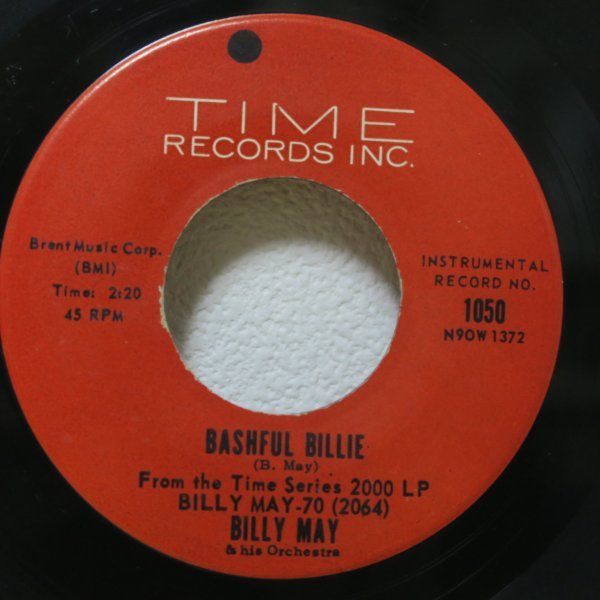 TIME
RECORDS INC.
Brent Music Corp.
(BMI)
Time: 2:20
45 RPM
INSTRUMENTAL
RECORD NO.
1050
N9OW 1372
BASHFUL BILLIE
(B. May)
From the Time Series 2000 LP
BILLY MAY-70 (2064)
BILLY MAY
& his Orchestra